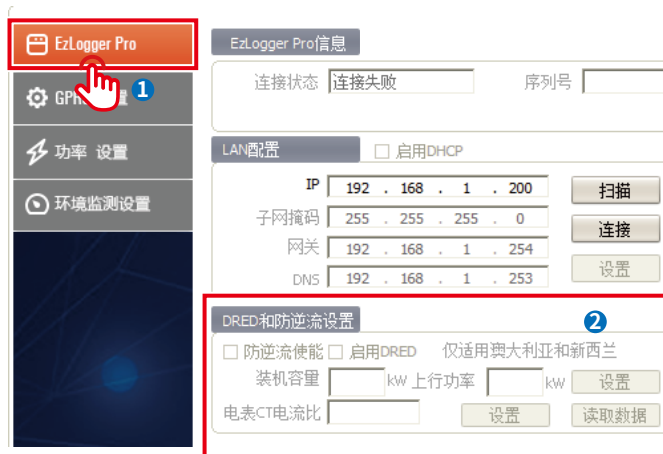 EzLogger Pro
1
GPR 设置
功率 设置
环境监测设置
EzLogger Pro信息
连接状态 连接失败 序列号
LAN配置 启用DHCP
IP 192 . 168 . 1 . 200 扫描
子网掩码 255 . 255 . 255 . 0 连接
网关 192 . 168 . 1 . 254 设置
DNS 192 . 168 . 1 . 253
DRED和防逆流设置 2
防逆流使能 启用DRED 仅适用澳大利亚和新西兰
装机容量 kW 上行功率 kW 设置
电表CT电流比 设置 读取数据